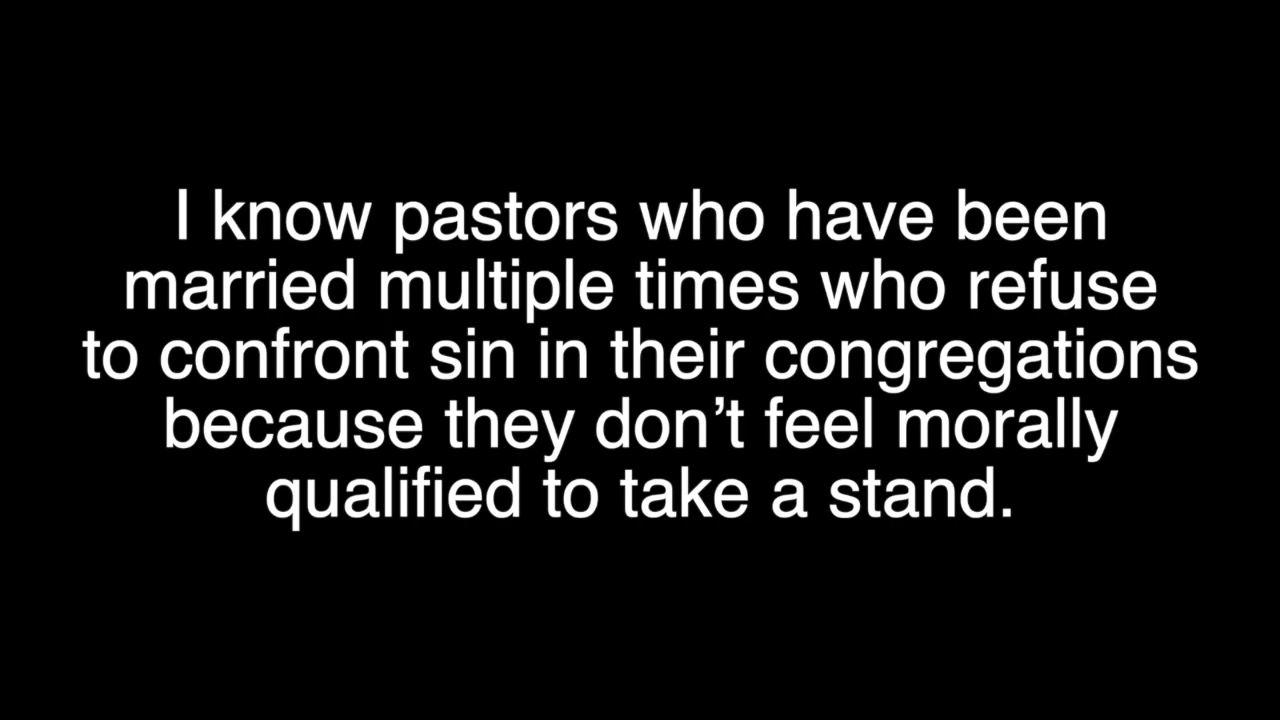 I know pastors who have been
married multiple times who refuse
to confront sin in their congregations
because they don’t feel morally
qualified to take a stand.